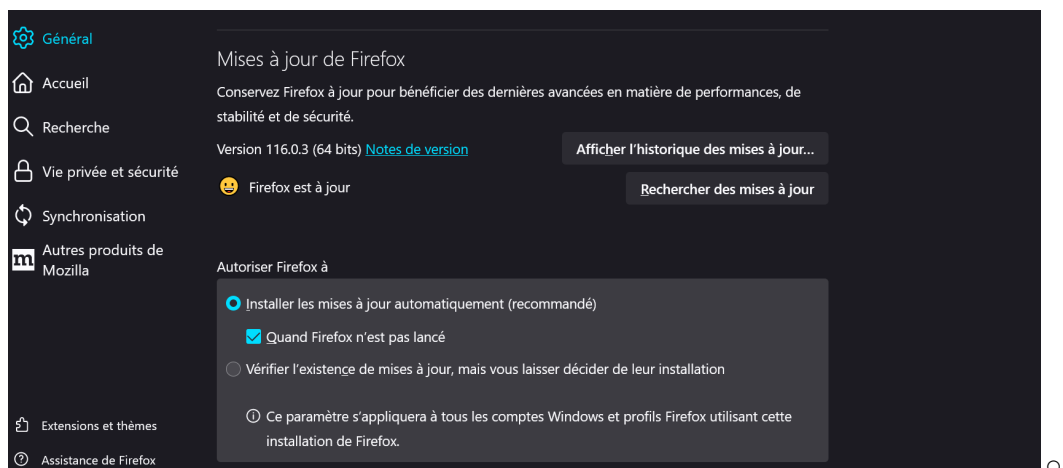 Général
Accueil
Recherche
Vie privée et sécurité
Synchronisation
Autres produits de
Mozilla
Extensions et thèmes
Assistance de Firefox
Mises à jour de Firefox
Conservez Firefox à jour pour bénéficier des dernières avancées en matière de performances, de
stabilité et de sécurité.
Version 116.0.3 (64 bits) Notes de version
Afficher l’historique des mises à jour...
Firefox est à jour
Rechercher des mises à jour
Autoriser Firefox à
Installer les mises à jour automatiquement (recommandé)
Quand Firefox n’est pas lancé
Vérifier l’existence de mises à jour, mais vous laisser décider de leur installation
Ce paramètre s’appliquera à tous les comptes Windows et profils Firefox utilisant cette
installation de Firefox.